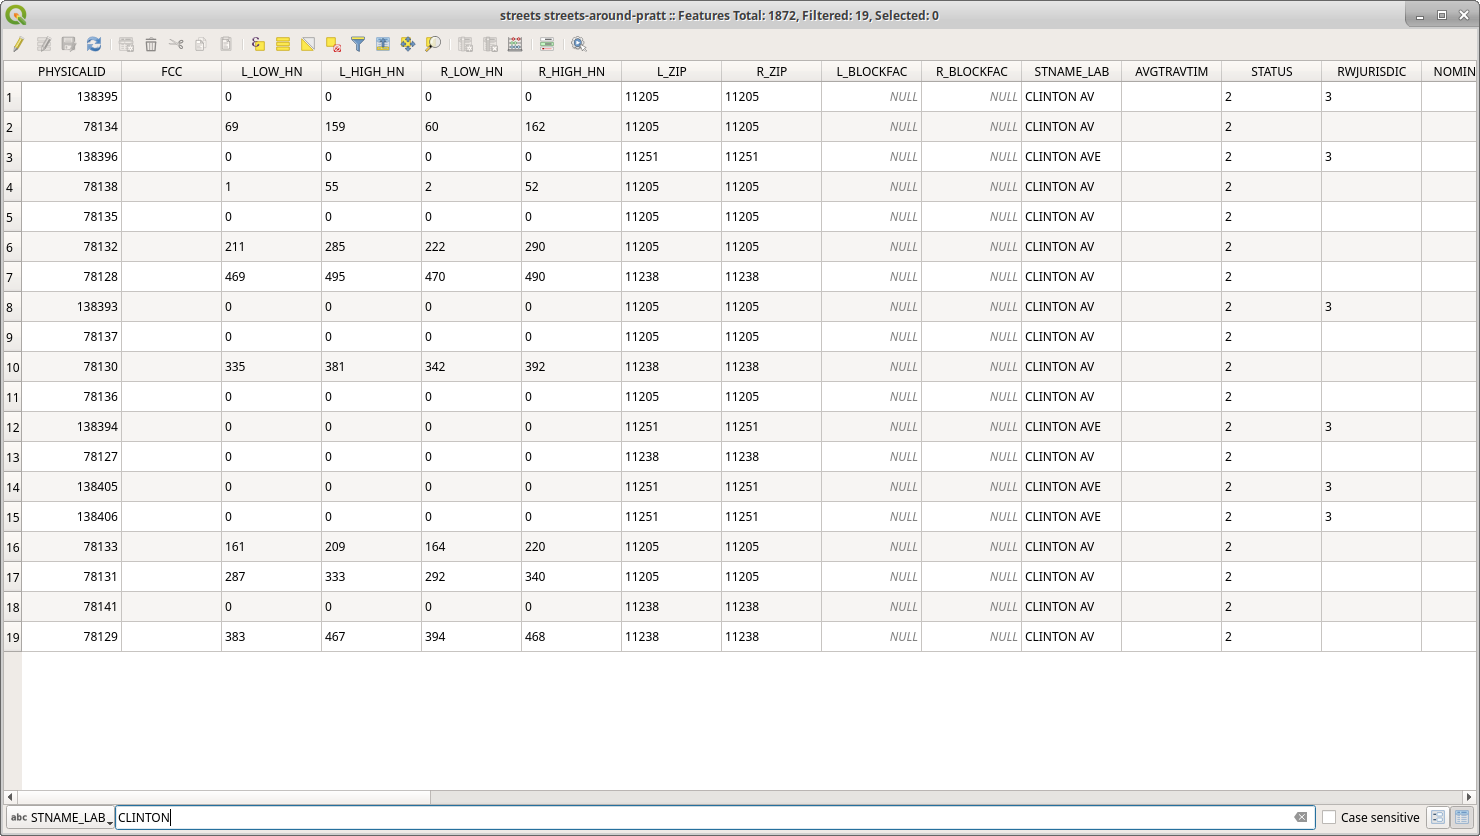 streets streets-around-pratt :: Features Total: 1872, Filtered: 19, Selected: 0
PHYSICALID FCC L_LOW_HN L_HIGH_HN R_LOW_HN R_HIGH_HN L_ZIP R_ZIP L_BLOCKFAC R_BLOCKFAC STNAME_LAB AVGTRAVTIM STATUS RWJURISDIC NOMIN
1 138395 0 0 0 0 11205 11205 NULL NULL CLINTON AV 2 3
2 78134 69 159 60 162 11205 11205 NULL NULL CLINTON AV 2
3 138396 0 0 0 0 11251 11251 NULL NULL CLINTON AVE 2 3
4 78138 1 55 2 52 11205 11205 NULL NULL CLINTON AV 2
5 78135 0 0 0 0 11205 11205 NULL NULL CLINTON AV 2
6 78132 211 285 222 290 11205 11205 NULL NULL CLINTON AV 2
7 78128 469 495 470 490 11238 11238 NULL NULL CLINTON AV 2
8 138393 0 0 0 0 11205 11205 NULL NULL CLINTON AV 2 3
9 78137 0 0 0 0 11205 11205 NULL NULL CLINTON AV 2
10 78130 335 381 342 392 11238 11238 NULL NULL CLINTON AV 2
11 78136 0 0 0 0 11205 11205 NULL NULL CLINTON AV 2
12 138394 0 0 0 0 11251 11251 NULL NULL CLINTON AVE 2 3
13 78127 0 0 0 0 11238 11238 NULL NULL CLINTON AV 2
14 138405 0 0 0 0 11251 11251 NULL NULL CLINTON AVE 2 3
15 138406 0 0 0 0 11251 11251 NULL NULL CLINTON AVE 2 3
16 78133 161 209 164 220 11205 11205 NULL NULL CLINTON AV 2
17 78131 287 333 292 340 11205 11205 NULL NULL CLINTON AV 2
18 78141 0 0 0 0 11238 11238 NULL NULL CLINTON AV 2
19 78129 383 467 394 468 11238 11238 NULL NULL CLINTON AV 2
abc STNAME_LAB CLINTON Case sensitive